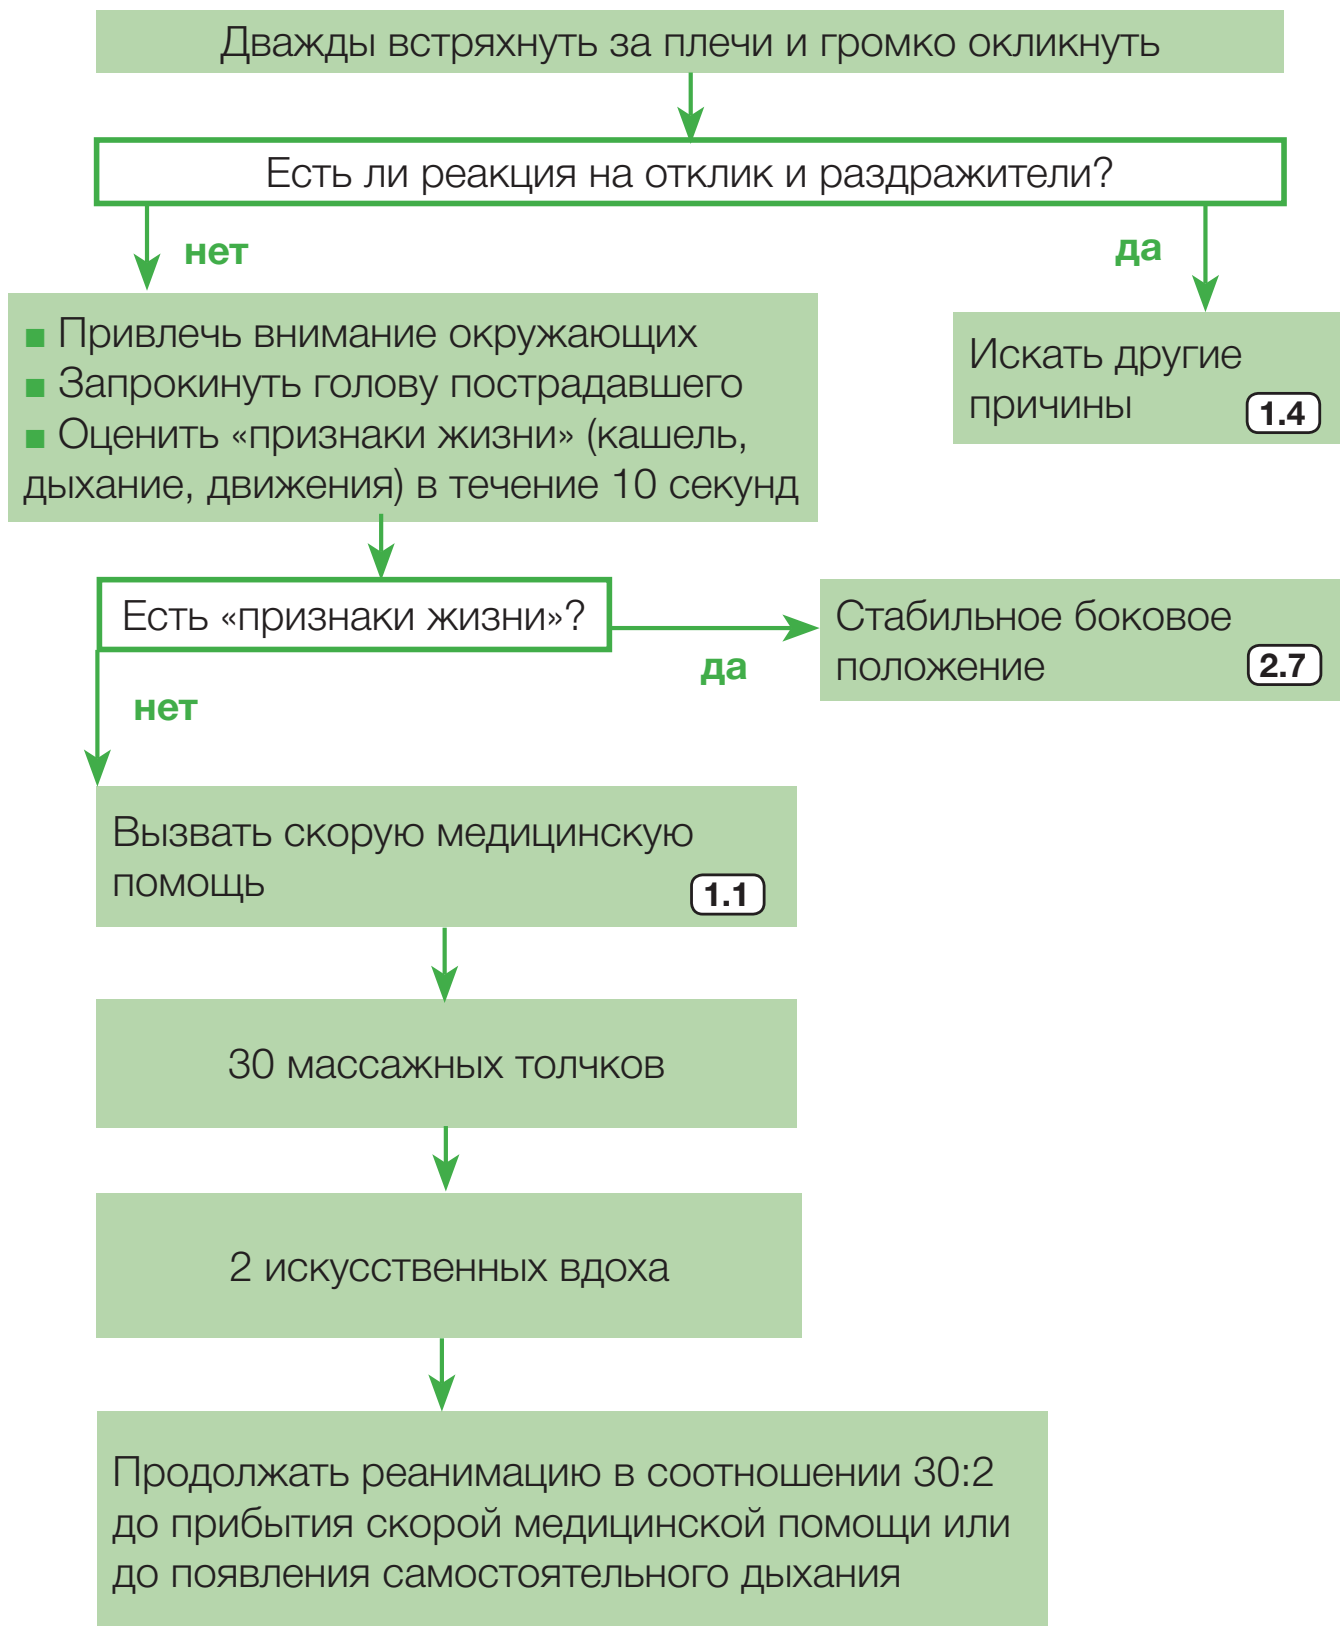 Дважды встряхнуть за плечи и громко окликнуть
Есть ли реакция на отклик и раздражители?
нет
да
■ Привлечь внимание окружающих
■ Запрокинуть голову пострадавшего
■ Оценить «признаки жизни» (кашель,
дыхание, движения) в течение 10 секунд
Искать другие
причины 1.4
Есть «признаки жизни»?
да
Стабильное боковое
положение 2.7
нет
Вызвать скорую медицинскую
помощь 1.1
30 массажных толчков
2 искусственных вдоха
Продолжать реанимацию в соотношении 30:2
до прибытия скорой медицинской помощи или
до появления самостоятельного дыхания